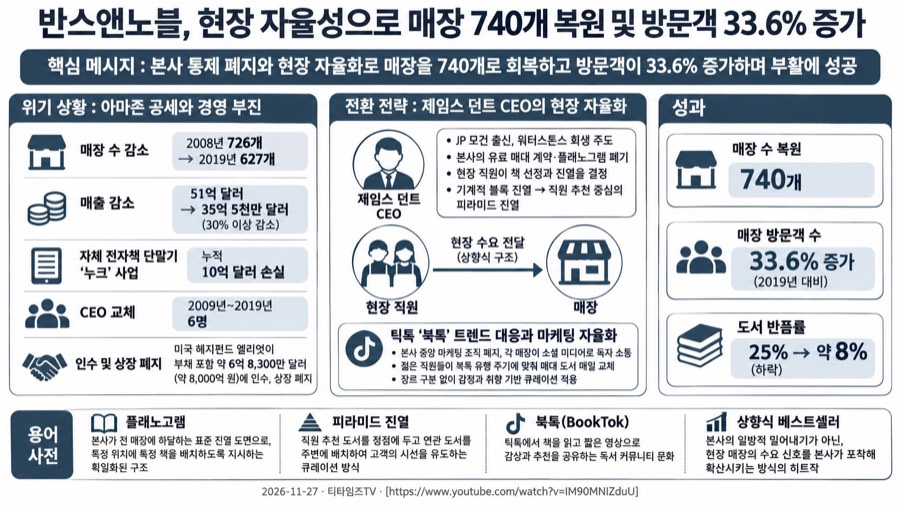 반스앤노블, 현장 자율성으로 매장 740개 복원 및 방문객 33.6% 증가
핵심 메시지 : 본사 통제 폐지와 현장 자율화로 매장을 740개로 회복하고 방문객이 33.6% 증가하며 부활에 성공
위기 상황 : 아마존 공세와 경영 부진
매장 수 감소
2008년 726개
→ 2019년 627개
매출 감소
51억 달러
→ 35억 5천만 달러
(30% 이상 감소)
자체 전자책 단말기
'누크' 사업
누적
10억 달러 손실
CEO 교체
2009년~2019년
6명
인수 및 상장 폐지
미국 헤지펀드 엘리엇이
부채 포함 약 6억 8,300만 달러
(약 8,000억 원)에 인수, 상장 폐지
전환 전략 : 제임스 던트 CEO의 현장 자율화
제임스 던트
CEO
• JP 모건 출신, 워터스톤스 회생 주도
• 본사의 유료 매대 계약·플래노그램 폐기
• 현장 직원이 책 선정과 진열을 결정
• 기계적 블록 진열 → 직원 추천 중심의
피라미드 진열
현장 직원
현장 수요 전달
(상향식 구조)
매장
틱톡 '북톡' 트렌드 대응과 마케팅 자율화
• 본사 중앙 마케팅 조직 폐지, 각 매장이 소셜 미디어로 독자 소통
• 젊은 직원들이 북톡 유행 주기에 맞춰 매대 도서 매일 교체
• 장르 구분 없이 감정과 취향 기반 큐레이션 적용
성과
매장 수 복원
740개
매장 방문객 수
33.6% 증가
(2019년 대비)
도서 반품률
25% → 약 8%
(하락)
용어
사전
플래노그램
본사가 전 매장에 하달하는 표준 진열 도면으로,
특정 위치에 특정 책을 배치하도록 지시하는
획일화된 구조
피라미드 진열
직원 추천 도서를 정점에 두고 연관 도서를
주변에 배치하여 고객의 시선을 유도하는
큐레이션 방식
북톡(BookTok)
틱톡에서 책을 읽고 짧은 영상으로
감상과 추천을 공유하는 독서 커뮤니티 문화
상향식 베스트셀러
본사의 일방적 밀어내기가 아닌,
현장 매장의 수요 신호를 본사가 포착해
확산시키는 방식의 히트작
2026-11-27 · 티타임즈TV · [https://www.youtube.com/watch?v=IM90MNIZduU]